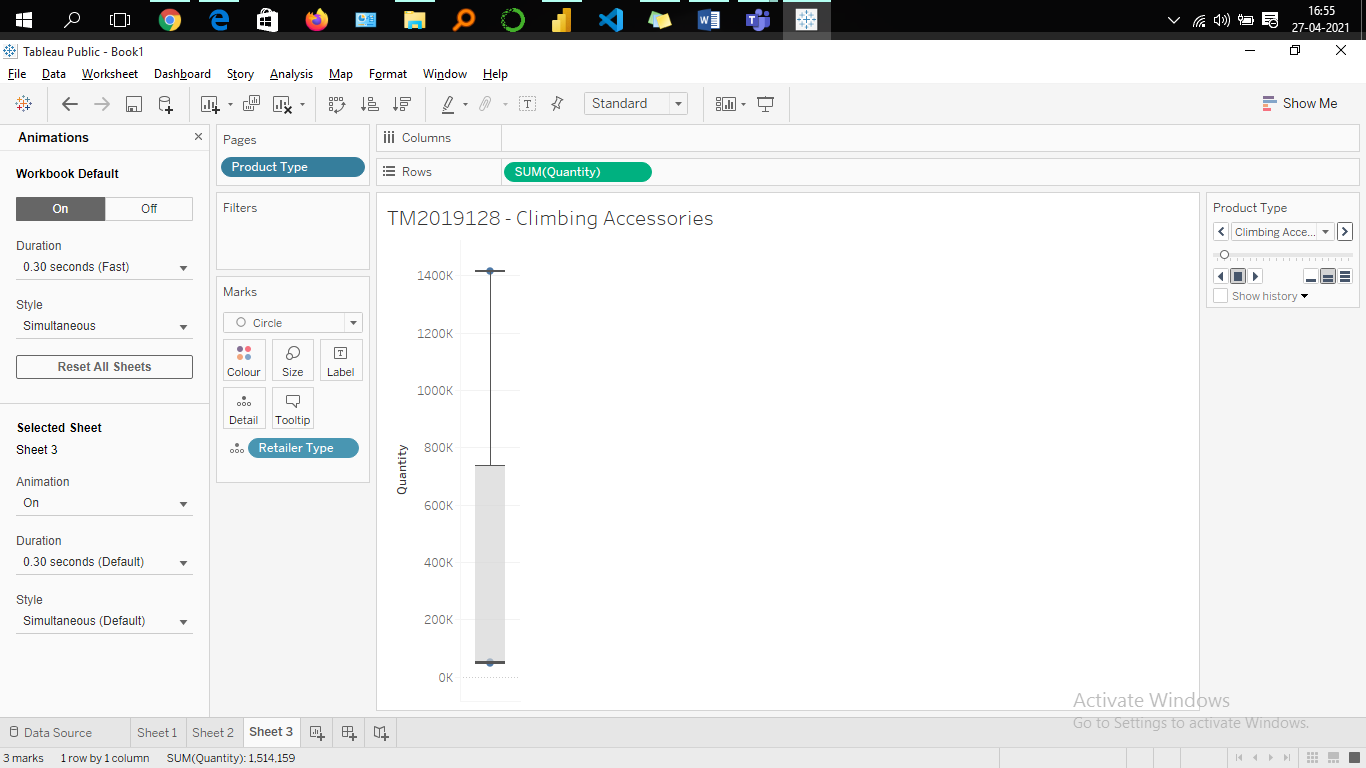 16:55
27-04-2021
Tableau Public - Book1
File Data Worksheet Dashboard Story Analysis Map Format Window Help
Standard
Show Me
Animations
Workbook Default
On Off
Duration
0.30 seconds (Fast)
Style
Simultaneous
Reset All Sheets
Selected Sheet
Sheet 3
Animation
On
Duration
0.30 seconds (Default)
Style
Simultaneous (Default)
Pages
Product Type
Filters
Marks
Circle
Colour Size Label
Detail Tooltip
Retailer Type
Columns
Rows SUM(Quantity)
TM2019128 - Climbing Accessories
Quantity
1400K
1200K
1000K
800K
600K
400K
200K
0K
Product Type
Climbing Acce...
Show history
Activate Windows
Go to Settings to activate Windows.
Data Source Sheet 1 Sheet 2 Sheet 3
3 marks 1 row by 1 column SUM(Quantity): 1,514,159